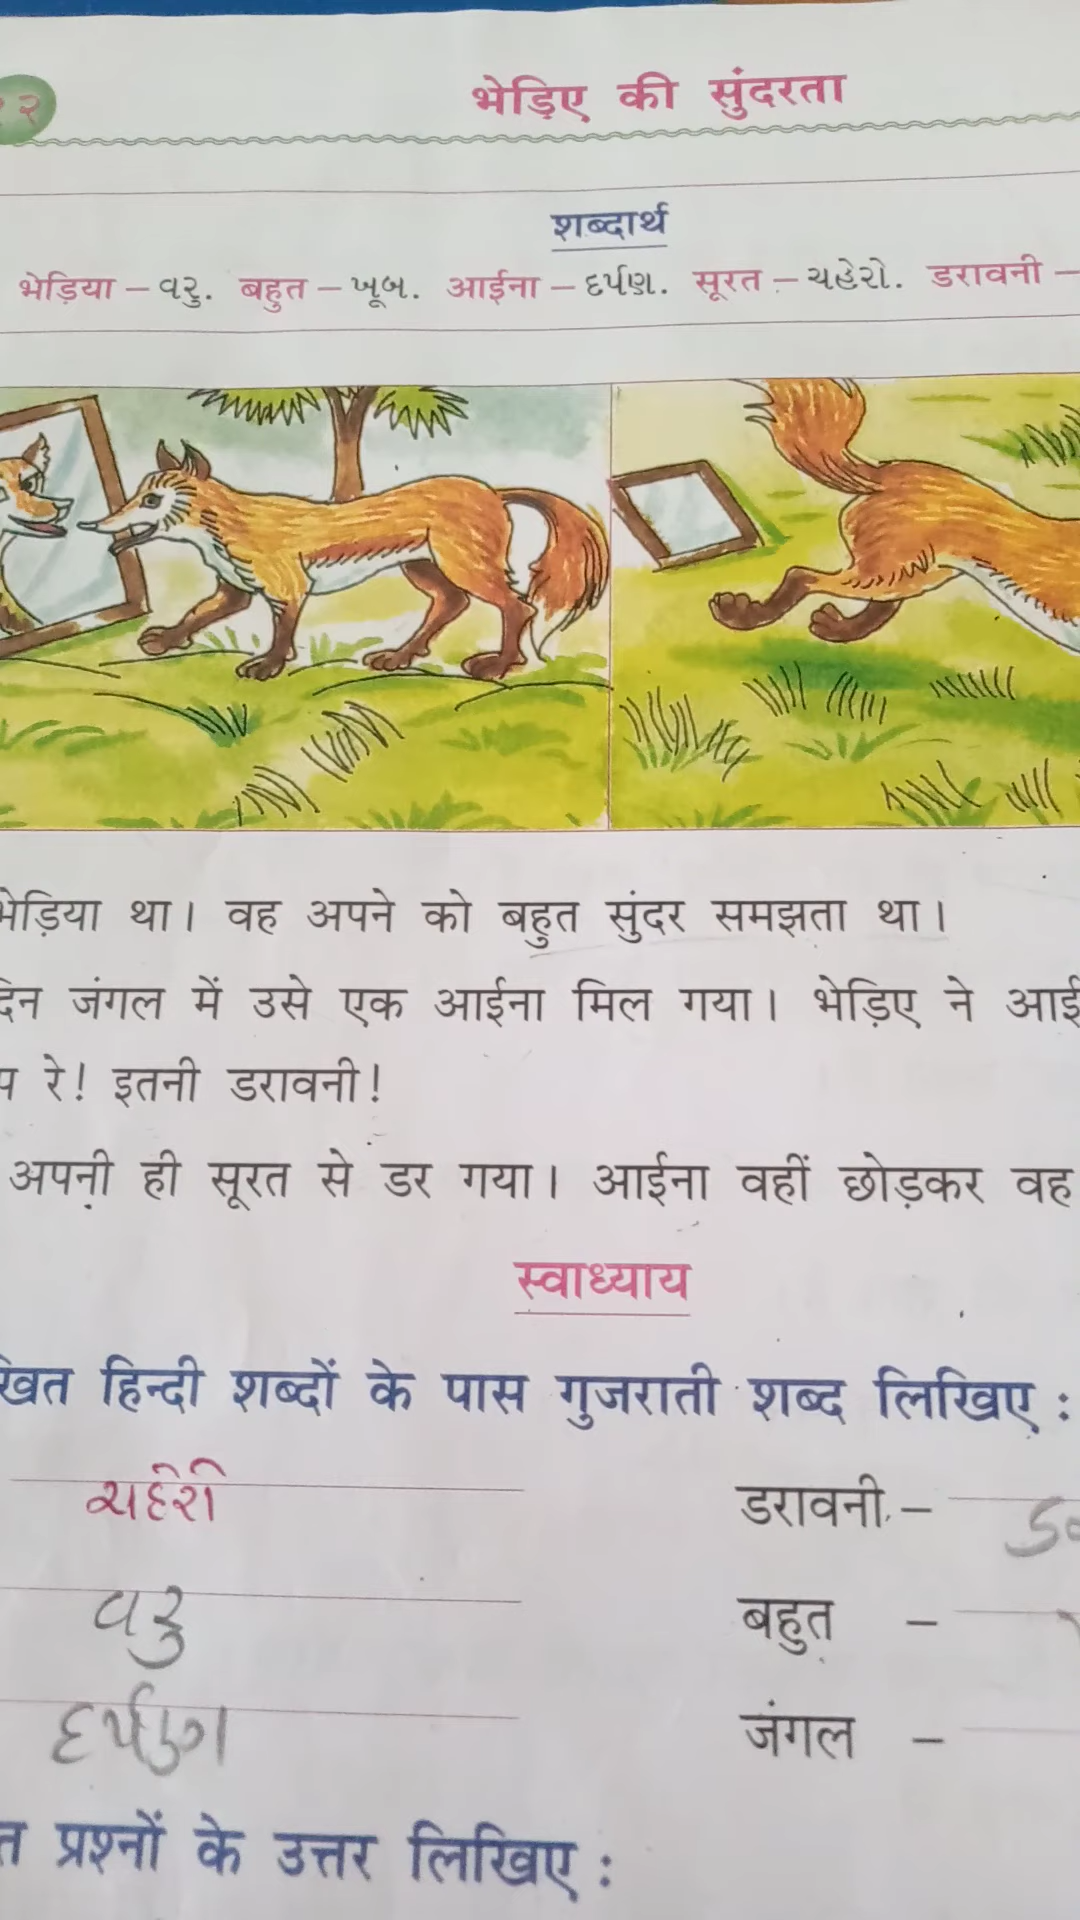 २
भेड़िए की सुंदरता
शब्दार्थ
भेड़िया – વરુ. बहुत – ખૂબ. आईना – દર્પણ. सूरत – ચહેરો. डरावनी –
भेड़िया था। वह अपने को बहुत सुंदर समझता था।
दिन जंगल में उसे एक आईना मिल गया। भेड़िए ने आई
प रे! इतनी डरावनी!
अपनी ही सूरत से डर गया। आईना वहीं छोड़कर वह
स्वाध्याय
खित हिन्दी शब्दों के पास गुजराती शब्द लिखिए :
ચહેરો डरावनी –
વરુ बहुत –
દર્પણ जंगल –
त प्रश्नों के उत्तर लिखिए :